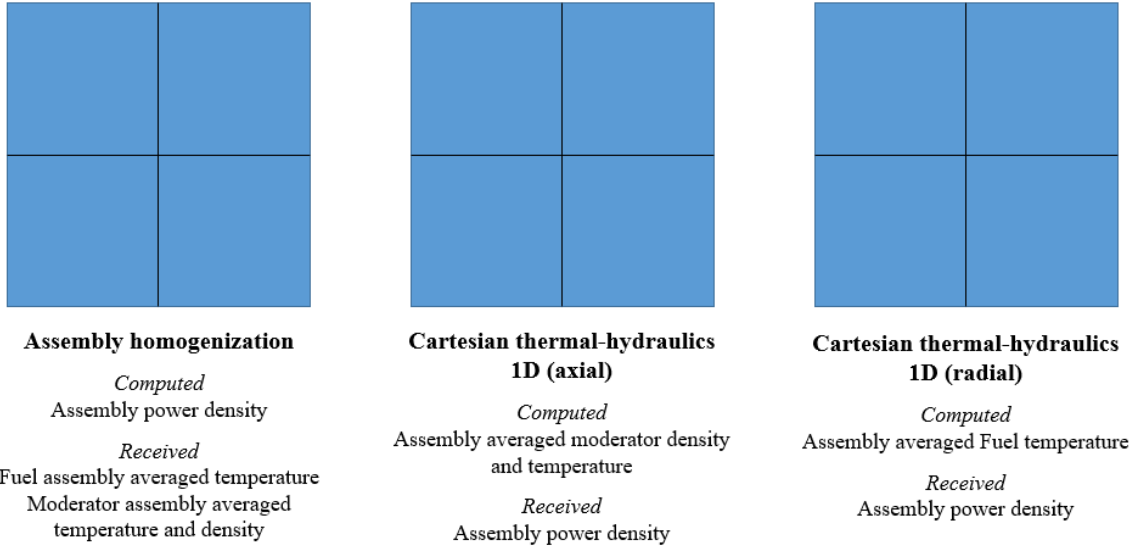 Assembly homogenization
Computed
Assembly power density
Received
Fuel assembly averaged temperature
Moderator assembly averaged
temperature and density
Cartesian thermal-hydraulics
1D (axial)
Computed
Assembly averaged moderator density
and temperature
Received
Assembly power density
Cartesian thermal-hydraulics
1D (radial)
Computed
Assembly averaged Fuel temperature
Received
Assembly power density